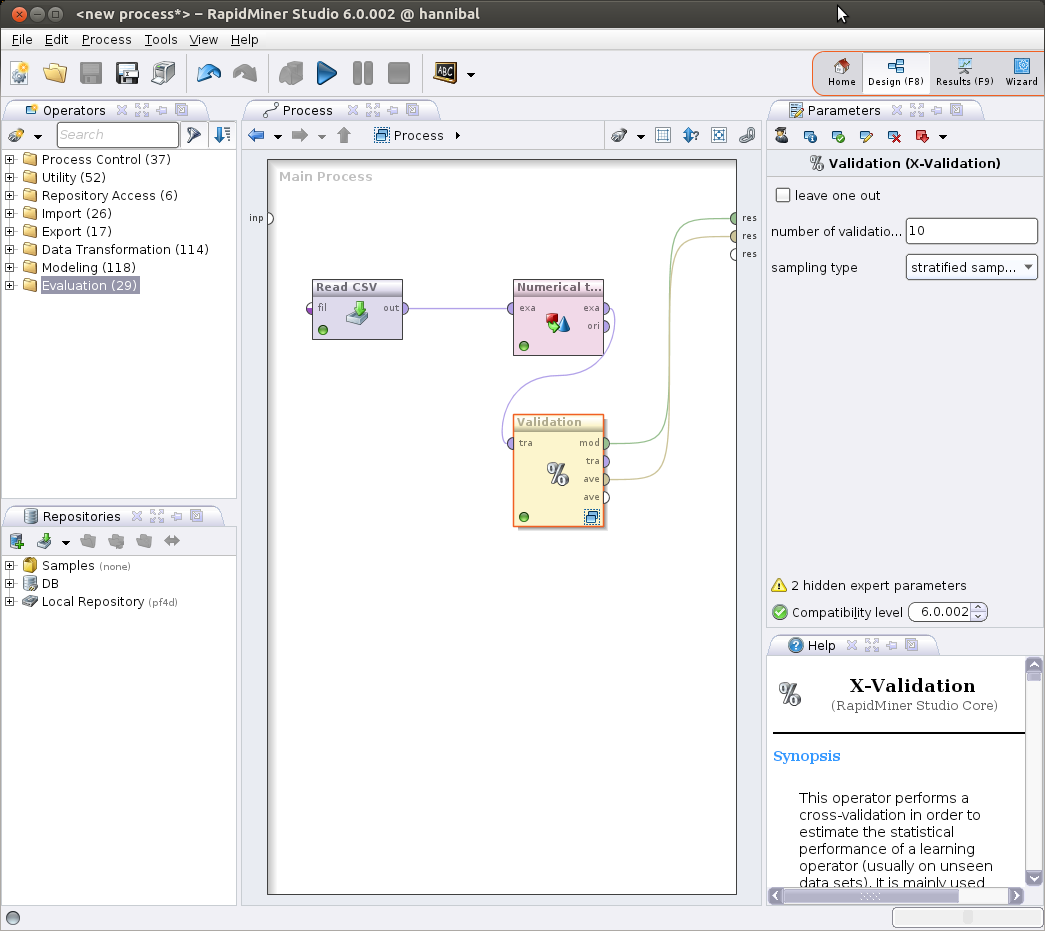 <new process*> – RapidMiner Studio 6.0.002 @ hannibal
File Edit Process Tools View Help
ABC
Home Design (F8) Results (F9) Wizard
Operators
Search
Process Control (37)
Utility (52)
Repository Access (6)
Import (26)
Export (17)
Data Transformation (114)
Modeling (118)
Evaluation (29)
Repositories
Samples (none)
DB
Local Repository (pf4d)
Process
Process
Main Process
inp
res
res
res
Read CSV
fil out
Numerical t...
exa exa
ori
Validation
tra mod
tra
ave
ave
Parameters
Validation (X-Validation)
leave one out
number of validatio... 10
sampling type stratified samp...
2 hidden expert parameters
Compatibility level 6.0.002
Help
X-Validation
(RapidMiner Studio Core)
Synopsis
This operator performs a
cross-validation in order to
estimate the statistical
performance of a learning
operator (usually on unseen
data sets). It is mainly used